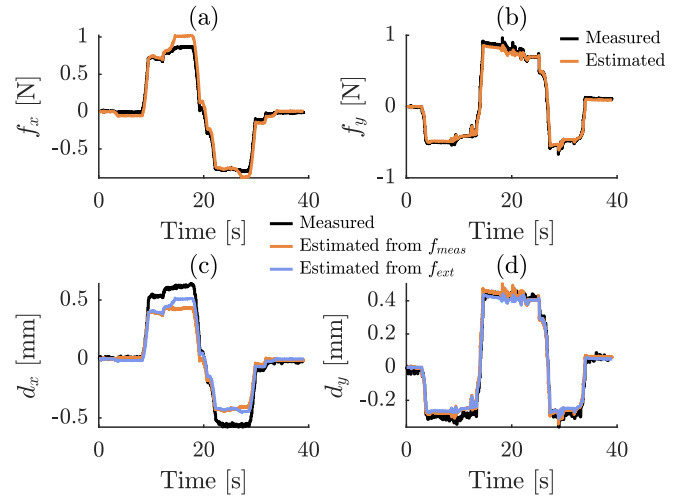 (a)
(b)
1
0.5
0
-0.5
f_x [N]
0
20
40
Time [s]
1
0
-1
f_y [N]
0
20
40
Time [s]
Measured
Estimated
Measured
Estimated from f_meas
Estimated from f_ext
(c)
(d)
0.5
0
-0.5
d_x [mm]
0
20
40
Time [s]
0.4
0.2
0
-0.2
d_y [mm]
0
20
40
Time [s]